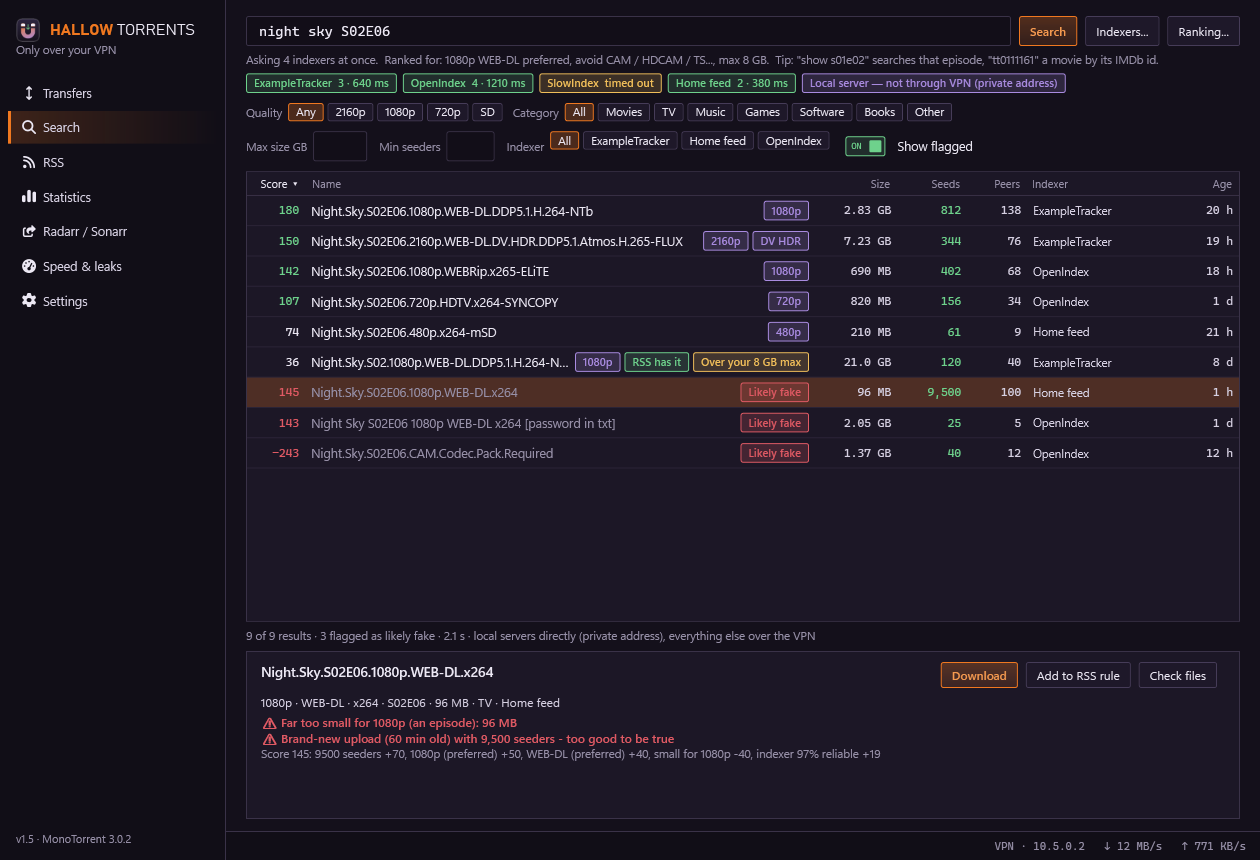 HALLOW TORRENTS
Only over your VPN
Transfers
Search
RSS
Statistics
Radarr / Sonarr
Speed & leaks
Settings
v1.5 · MonoTorrent 3.0.2
night sky S02E06
Search
Indexers...
Ranking...
Asking 4 indexers at once. Ranked for: 1080p WEB-DL preferred, avoid CAM / HDCAM / TS..., max 8 GB. Tip: "show s01e02" searches that episode, "tt0111161" a movie by its IMDb id.
ExampleTracker 3 · 640 ms
OpenIndex 4 · 1210 ms
SlowIndex timed out
Home feed 2 · 380 ms
Local server — not through VPN (private address)
Quality Any 2160p 1080p 720p SD Category All Movies TV Music Games Software Books Other
Max size GB Min seeders Indexer All ExampleTracker Home feed OpenIndex ON Show flagged
Score ▾ Name Size Seeds Peers Indexer Age
180 Night.Sky.S02E06.1080p.WEB-DL.DDP5.1.H.264-NTb 1080p 2.83 GB 812 138 ExampleTracker 20 h
150 Night.Sky.S02E06.2160p.WEB-DL.DV.HDR.DDP5.1.Atmos.H.265-FLUX 2160p DV HDR 7.23 GB 344 76 ExampleTracker 19 h
142 Night.Sky.S02E06.1080p.WEBRip.x265-ELiTE 1080p 690 MB 402 68 OpenIndex 18 h
107 Night.Sky.S02E06.720p.HDTV.x264-SYNCOPY 720p 820 MB 156 34 OpenIndex 1 d
74 Night.Sky.S02E06.480p.x264-mSD 480p 210 MB 61 9 Home feed 21 h
36 Night.Sky.S02.1080p.WEB-DL.DDP5.1.H.264-N... 1080p RSS has it Over your 8 GB max 21.0 GB 120 40 ExampleTracker 8 d
145 Night.Sky.S02E06.1080p.WEB-DL.x264 Likely fake 96 MB 9,500 100 Home feed 1 h
143 Night Sky S02E06 1080p WEB-DL x264 [password in txt] Likely fake 2.05 GB 25 5 OpenIndex 1 d
−243 Night.Sky.S02E06.CAM.Codec.Pack.Required Likely fake 1.37 GB 40 12 OpenIndex 12 h
9 of 9 results · 3 flagged as likely fake · 2.1 s · local servers directly (private address), everything else over the VPN
Night.Sky.S02E06.1080p.WEB-DL.x264
Download
Add to RSS rule
Check files
1080p · WEB-DL · x264 · S02E06 · 96 MB · TV · Home feed
Far too small for 1080p (an episode): 96 MB
Brand-new upload (60 min old) with 9,500 seeders - too good to be true
Score 145: 9500 seeders +70, 1080p (preferred) +50, WEB-DL (preferred) +40, small for 1080p -40, indexer 97% reliable +19
VPN · 10.5.0.2 ↓ 12 MB/s ↑ 771 KB/s